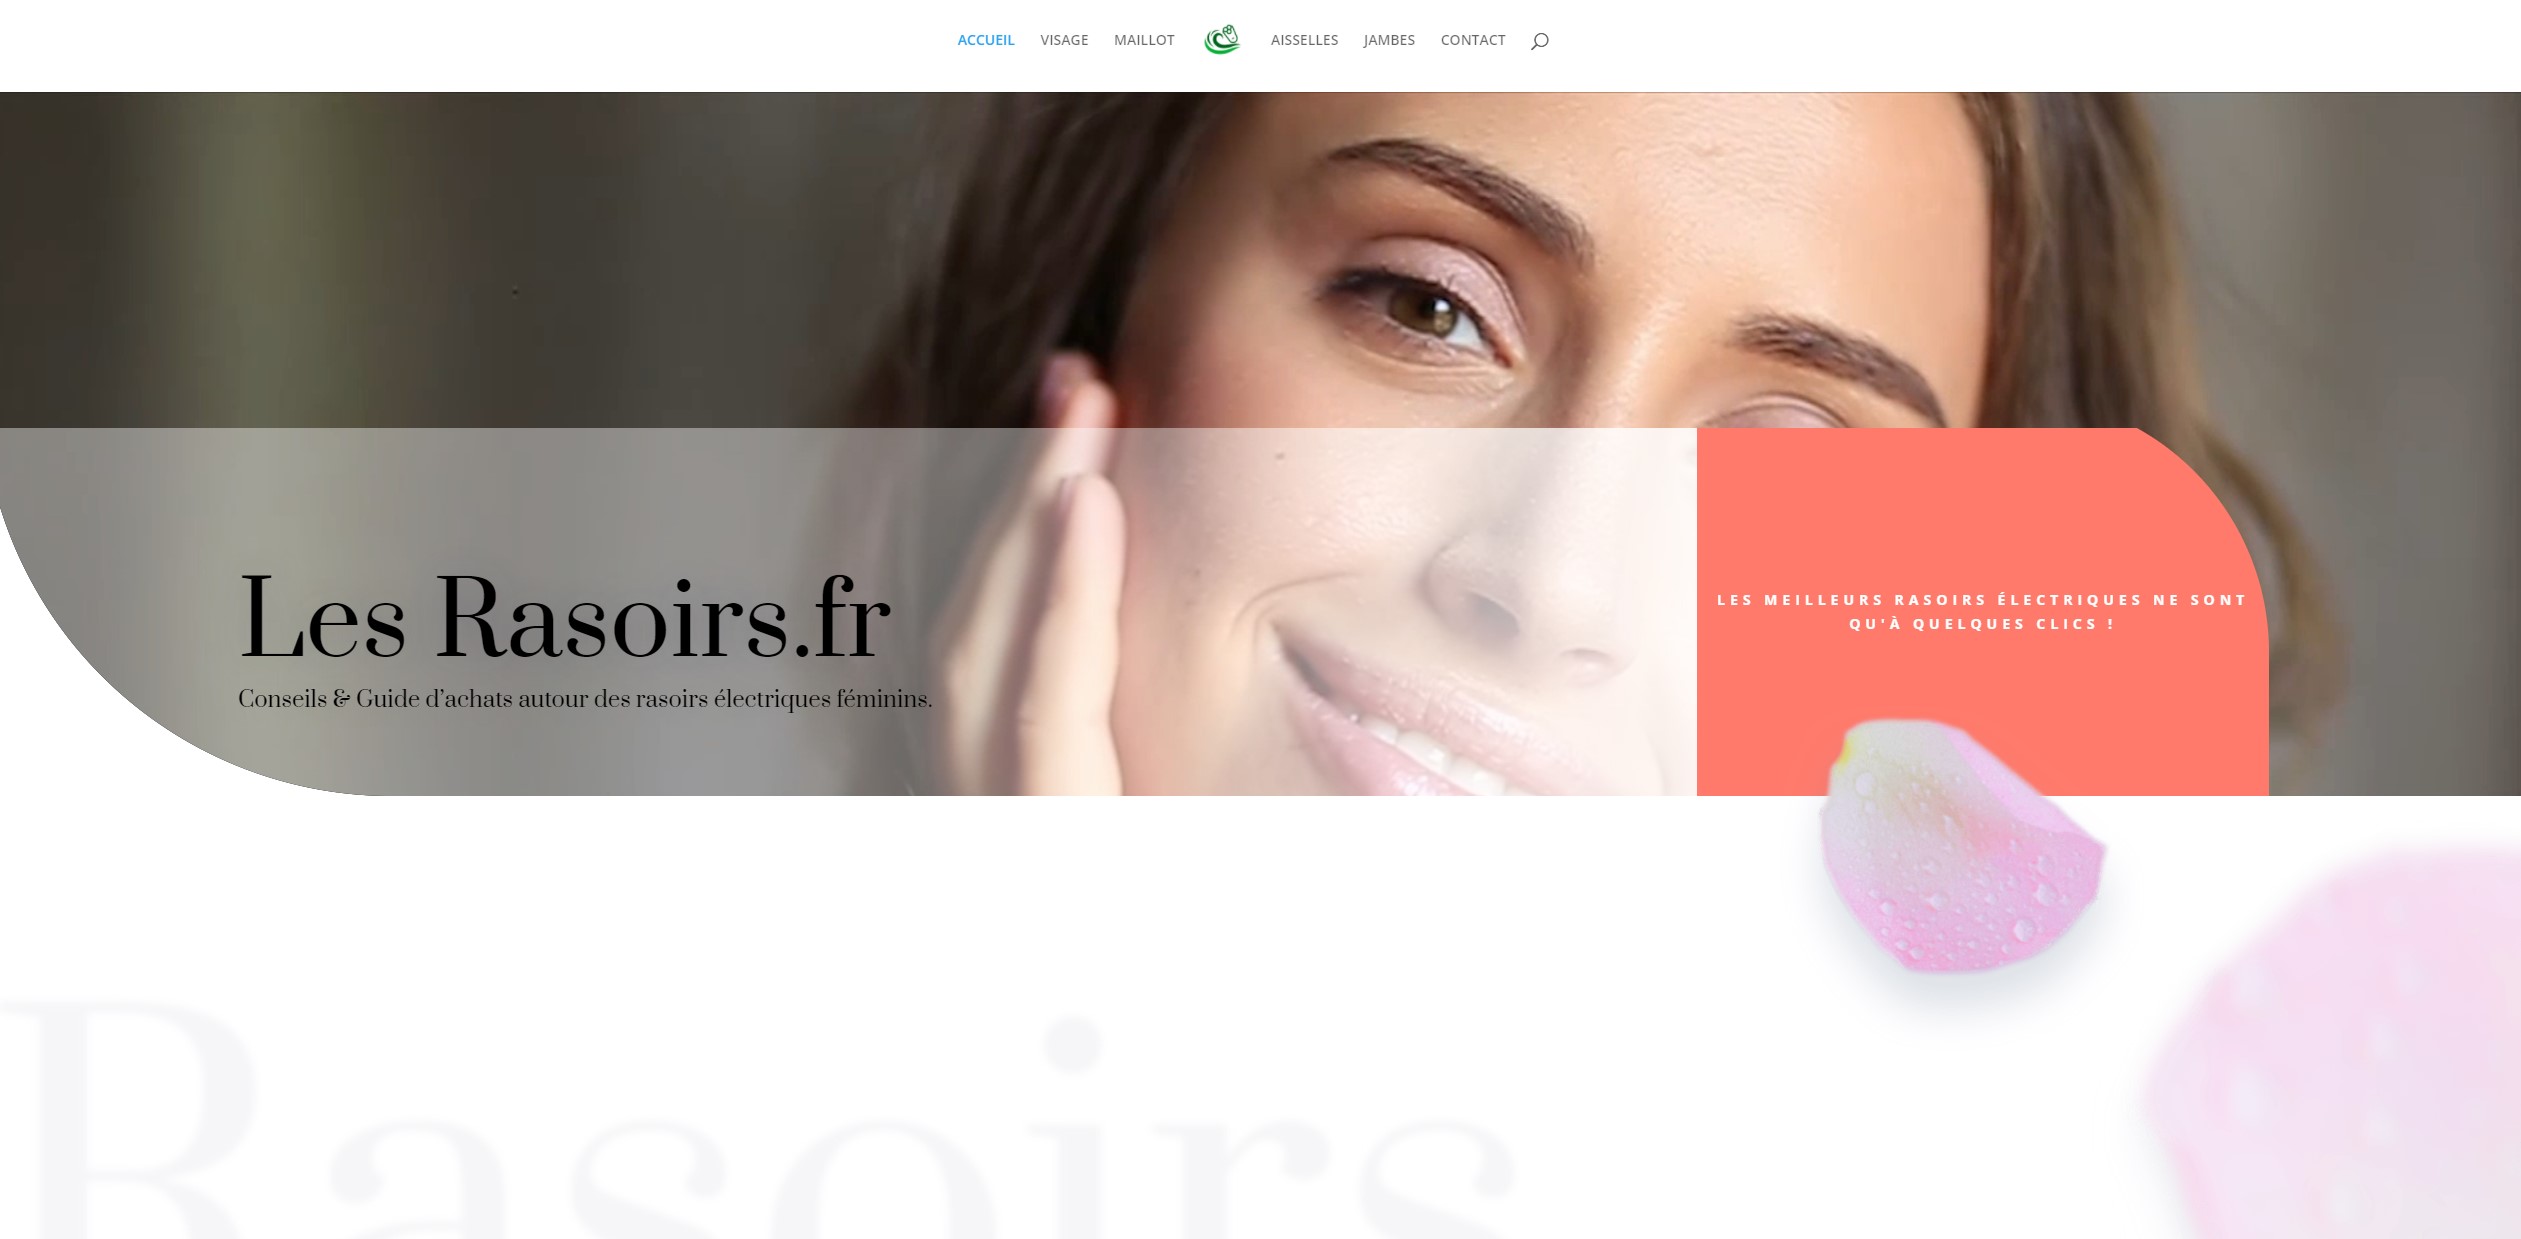 ACCUEIL VISAGE MAILLOT AISSELLES JAMBES CONTACT
Les Rasoirs.fr
Conseils & Guide d’achats autour des rasoirs électriques féminins.
LES MEILLEURS RASOIRS ÉLECTRIQUES NE SONT
QU'À QUELQUES CLICS !
Rasoirs